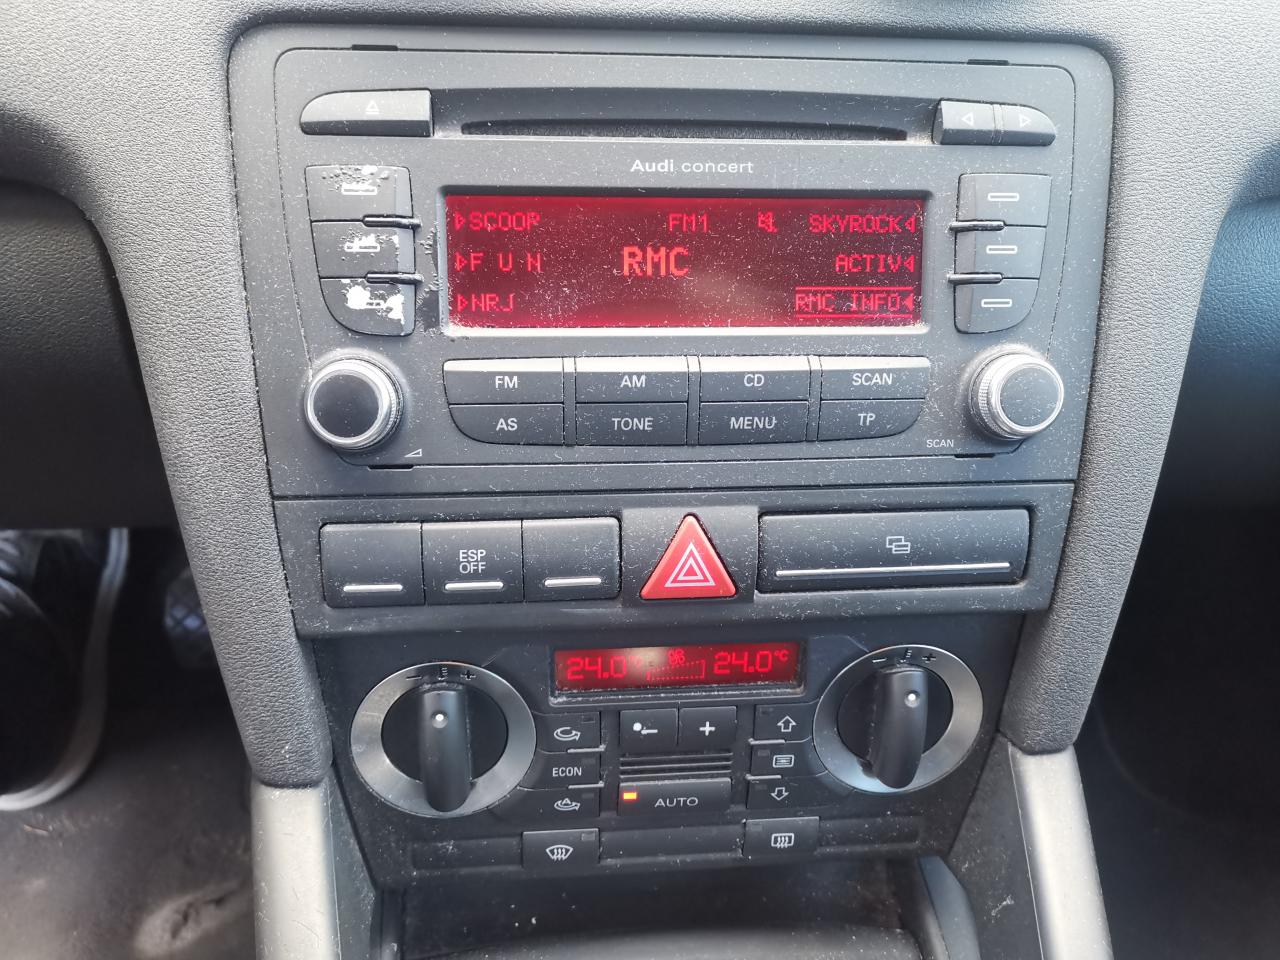 Audi concert
SCOOP FM1 SKYROCK
F U N RMC ACTIV
NRJ RMC INFO
FM AM CD SCAN
AS TONE MENU TP
SCAN
ESP
OFF
24.0°C 24.0°C
ECON
AUTO